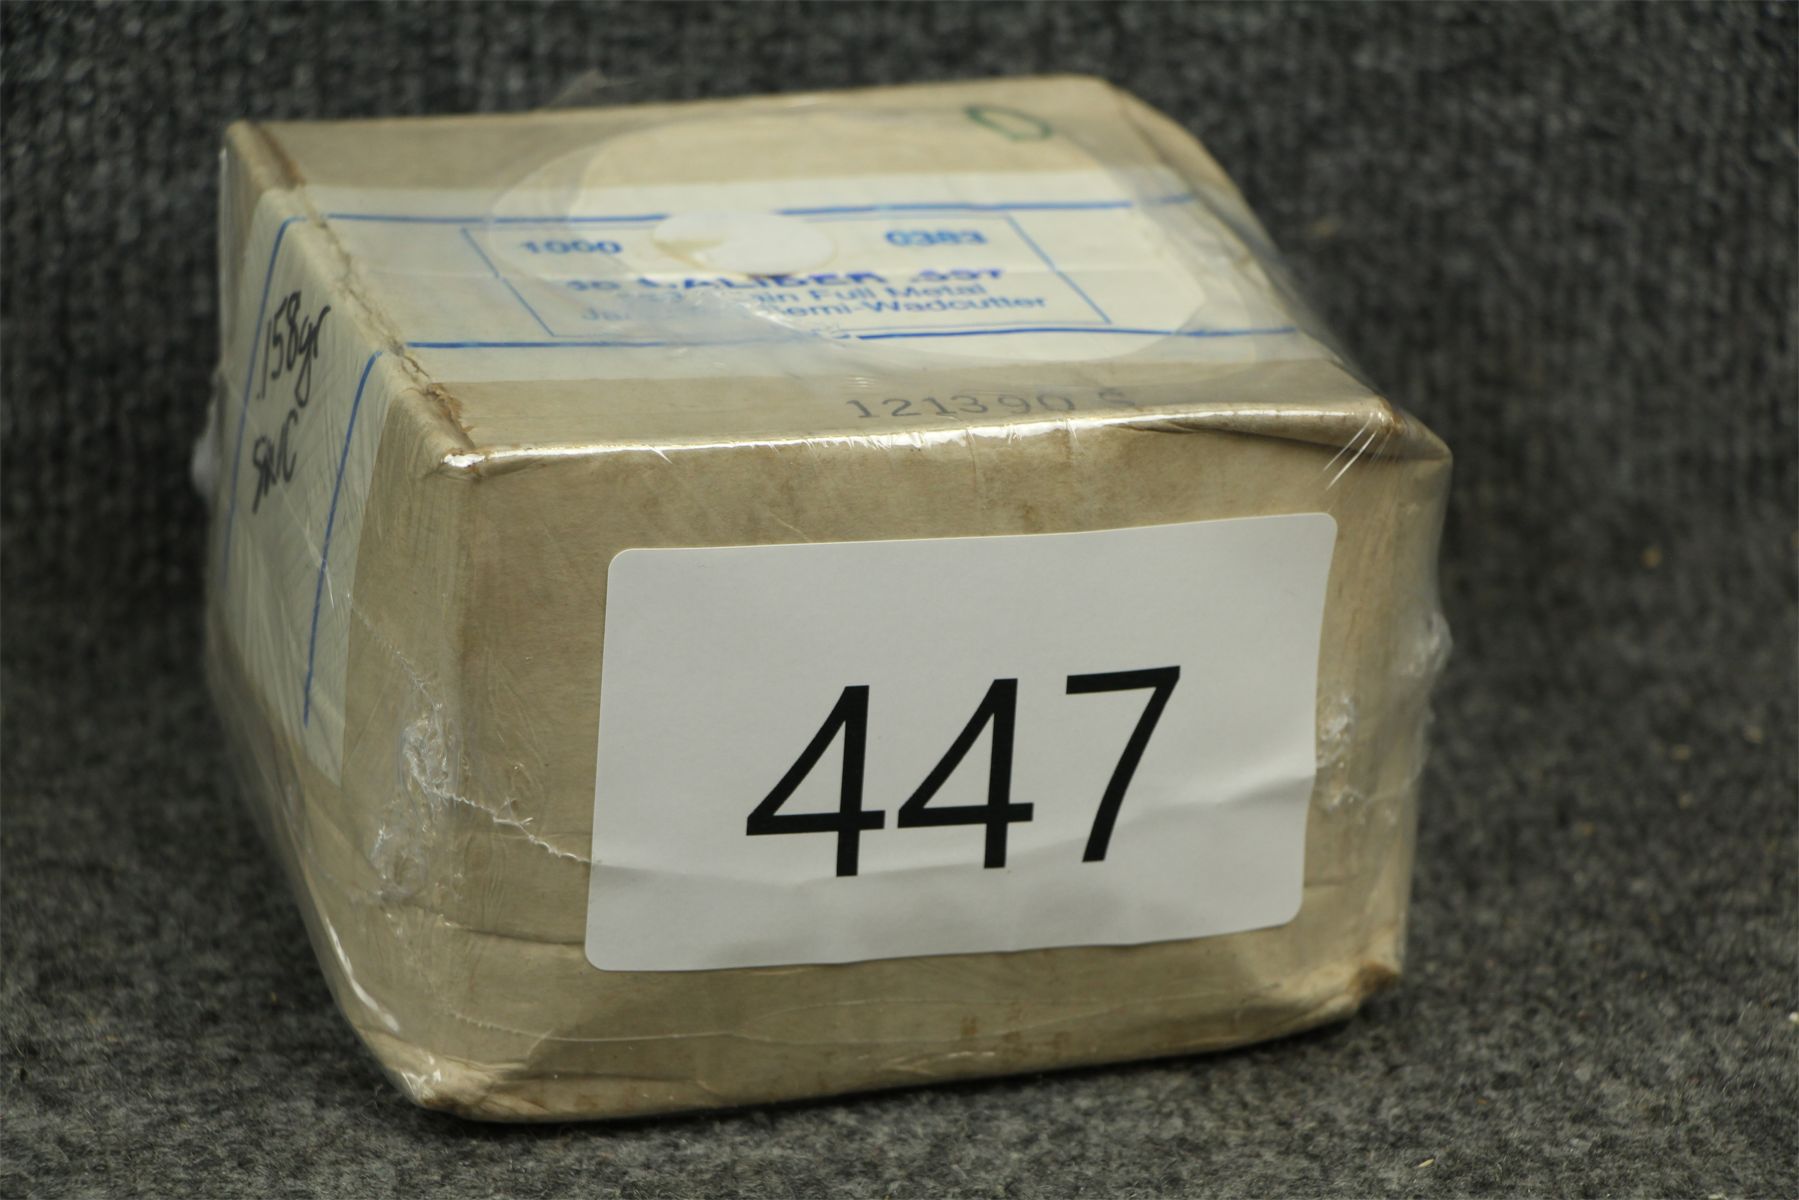 1000 0383
CALIBER .357
Full Metal
Semi-Wadcutter
121390 S
.158gr
SWC
447